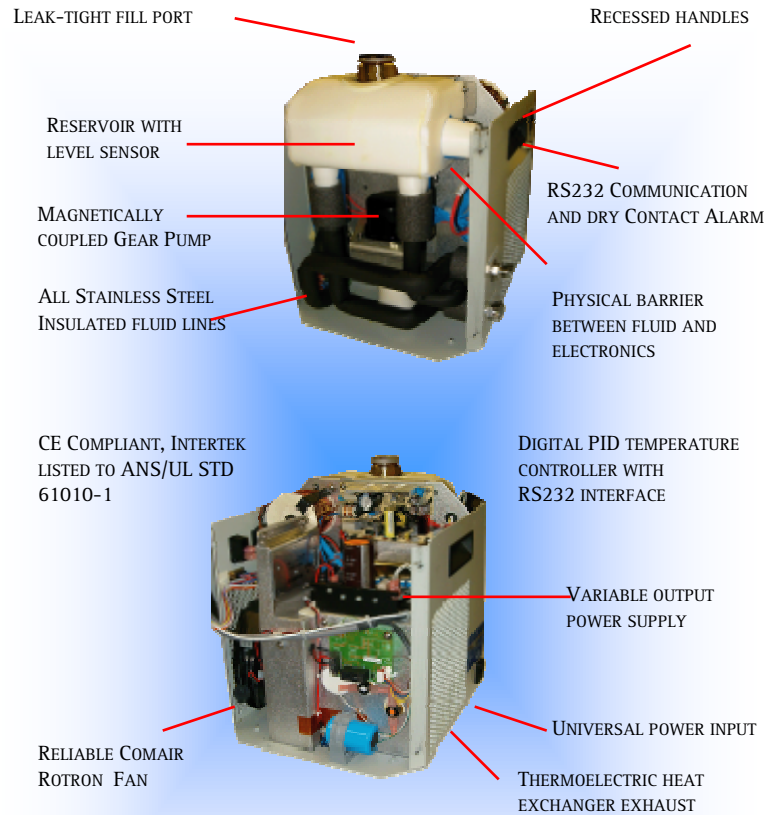 Leak-tight fill port
Recessed handles
Reservoir with
level sensor
RS232 Communication
and dry Contact Alarm
Magnetically
coupled Gear Pump
All Stainless Steel
Insulated fluid lines
Physical barrier
between fluid and
electronics
CE Compliant, Intertek
listed to ANS/UL STD
61010-1
Digital PID temperature
controller with
RS232 interface
Variable output
power supply
Universal power input
Reliable Comair
Rotron Fan
Thermoelectric heat
exchanger exhaust